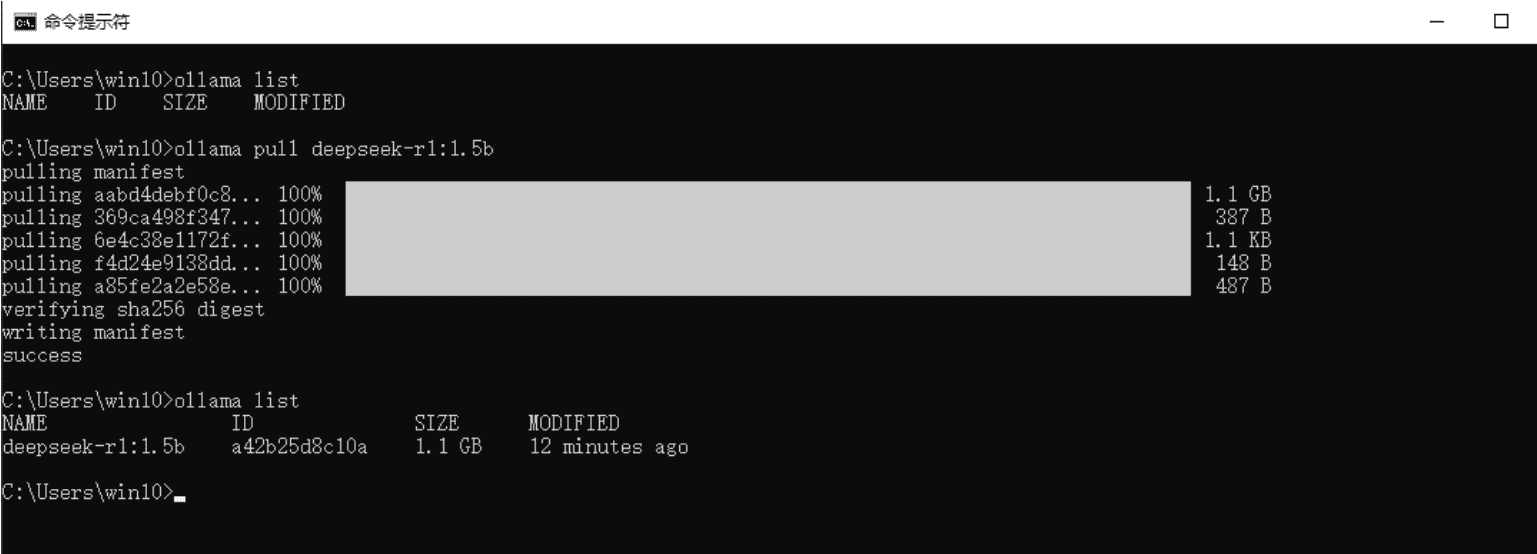 命令提示符
C:\Users\win10>ollama list
NAME    ID    SIZE    MODIFIED
C:\Users\win10>ollama pull deepseek-r1:1.5b
pulling manifest
pulling aabd4debf0c8... 100% 1.1 GB
pulling 369ca498f347... 100% 387 B
pulling 6e4c38e1172f... 100% 1.1 KB
pulling f4d24e9138dd... 100% 148 B
pulling a85fe2a2e58e... 100% 487 B
verifying sha256 digest
writing manifest
success
C:\Users\win10>ollama list
NAME                ID              SIZE      MODIFIED
deepseek-r1:1.5b    a42b25d8c10a    1.1 GB    12 minutes ago
C:\Users\win10>